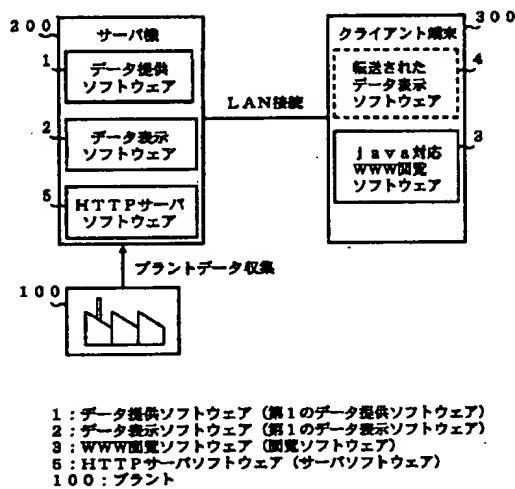 200
サーバ機
1
データ提供
ソフトウェア
2
データ表示
ソフトウェア
5
HTTPサーバ
ソフトウェア
LAN接続
300
クライアント端末
4
転送された
データ表示
ソフトウェア
3
java対応
WWW閲覧
ソフトウェア
プラントデータ収集
100
1:データ提供ソフトウェア(第1のデータ提供ソフトウェア)
2:データ表示ソフトウェア(第1のデータ表示ソフトウェア)
3:WWW閲覧ソフトウェア(閲覧ソフトウェア)
5:HTTPサーバソフトウェア(サーバソフトウェア)
100:プラント